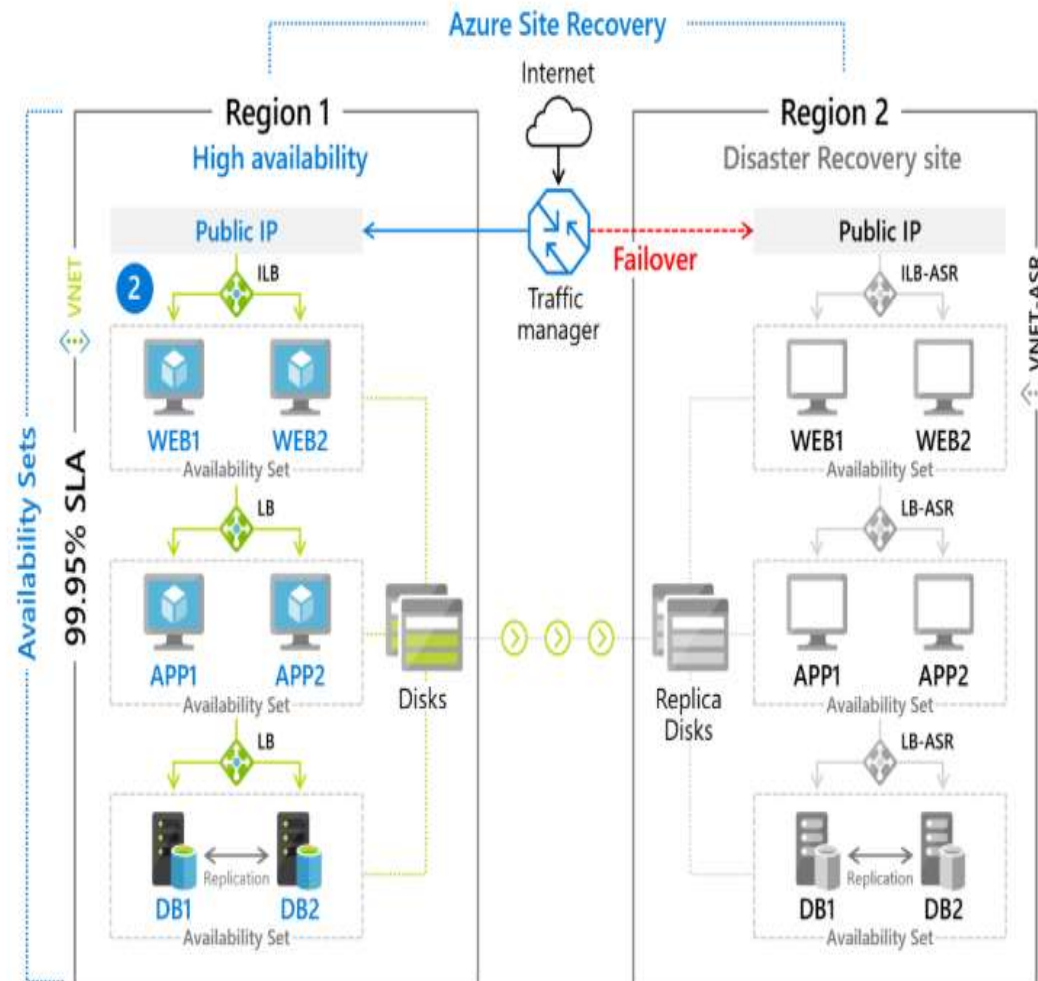 Azure Site Recovery
Internet
Region 1
High availability
Region 2
Disaster Recovery site
Public IP
Failover
Public IP
Traffic
manager
VNET
2
ILB
WEB1
WEB2
Availability Set
Availability Sets
99.95% SLA
LB
APP1
APP2
Availability Set
Disks
LB
DB1
Replication
DB2
Availability Set
ILB-ASR
VNET-ASR
WEB1
WEB2
Availability Set
LB-ASR
Replica
Disks
APP1
APP2
Availability Set
LB-ASR
DB1
Replication
DB2
Availability Set